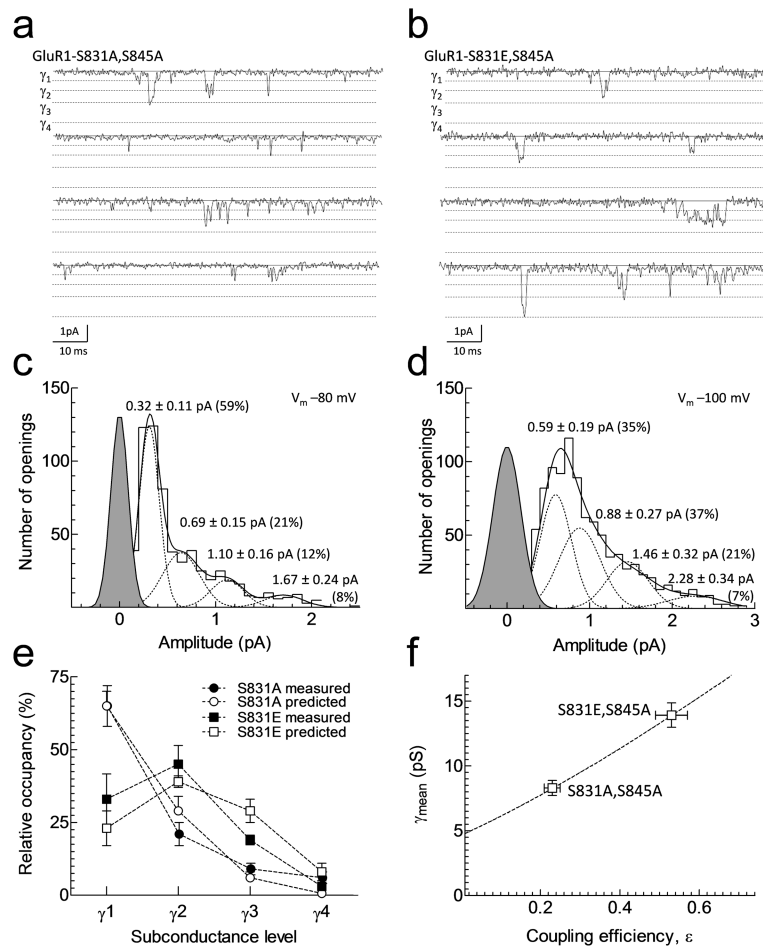 a
GluR1-S831A,S845A
γ1
γ2
γ3
γ4
1pA
10 ms
b
GluR1-S831E,S845A
γ1
γ2
γ3
γ4
1pA
10 ms
c
150
100
50
Number of openings
0.32 ± 0.11 pA (59%)
Vm –80 mV
0.69 ± 0.15 pA (21%)
1.10 ± 0.16 pA (12%)
1.67 ± 0.24 pA
(8%)
0 1 2
Amplitude (pA)
d
150
100
50
Number of openings
Vm –100 mV
0.59 ± 0.19 pA (35%)
0.88 ± 0.27 pA (37%)
1.46 ± 0.32 pA (21%)
2.28 ± 0.34 pA
(7%)
0 1 2 3
Amplitude (pA)
e
75
50
25
0
Relative occupancy (%)
S831A measured
S831A predicted
S831E measured
S831E predicted
γ1 γ2 γ3 γ4
Subconductance level
f
15
10
5
0
γmean (pS)
S831E,S845A
S831A,S845A
0.2 0.4 0.6
Coupling efficiency, ε